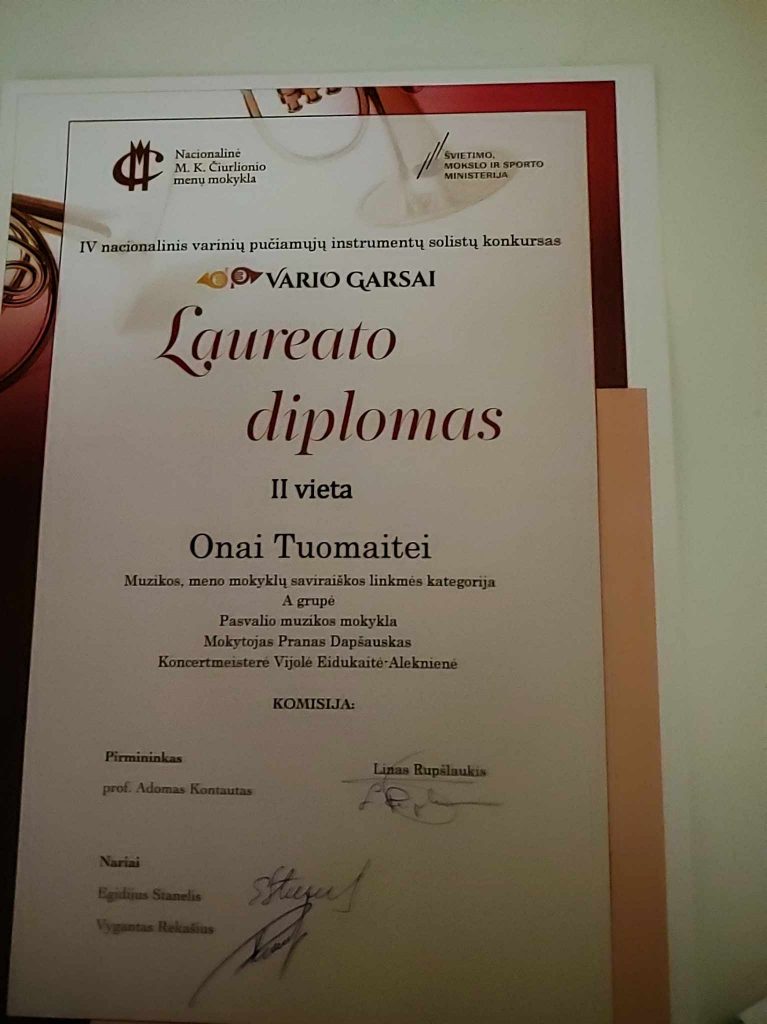 Nacionalinė
M. K. Čiurlionio
menų mokykla
ŠVIETIMO,
MOKSLO IR SPORTO
MINISTERIJA
IV nacionalinis varinių pučiamųjų instrumentų solistų konkursas
VARIO GARSAI
Laureato
diplomas
II vieta
Onai Tuomaitei
Muzikos, meno mokyklų saviraiškos linkmės kategorija
A grupė
Pasvalio muzikos mokykla
Mokytojas Pranas Dapšauskas
Koncertmeisterė Vijolė Eidukaitė-Aleknienė
KOMISIJA:
Pirmininkas
prof. Adomas Kontautas
Linas Rupšlaukis
Nariai
Egidijus Stanelis
Vygantas Rekašius